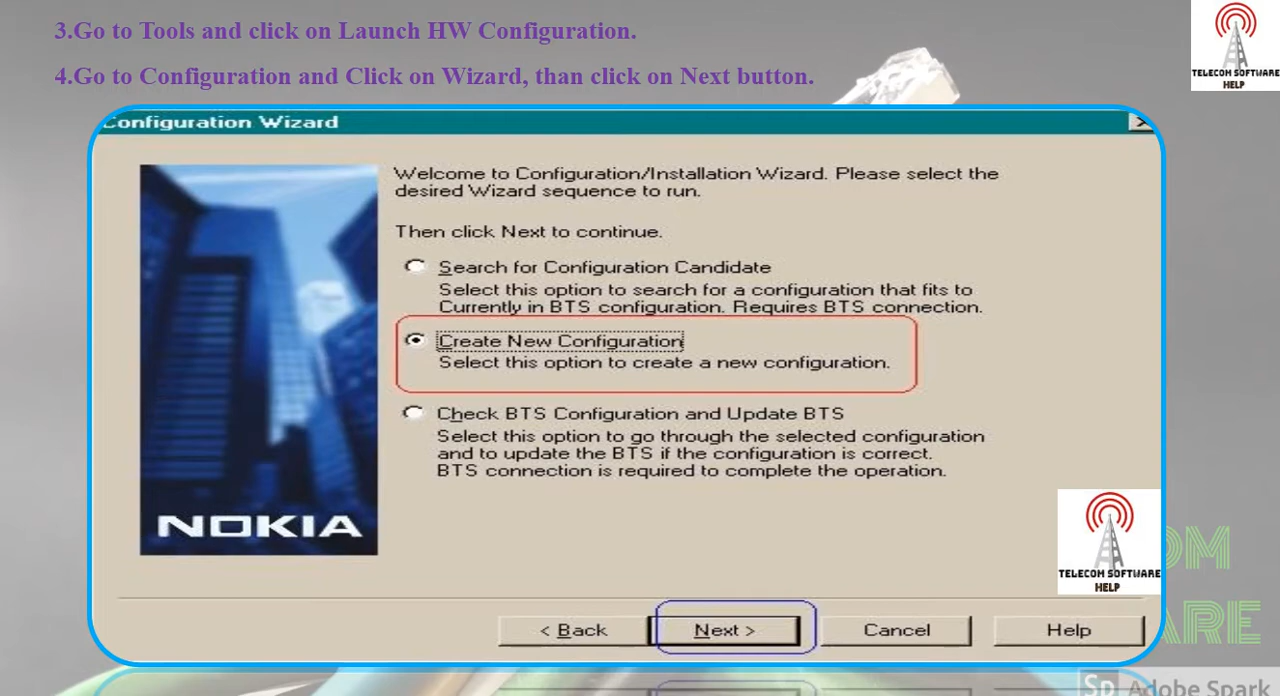 3.Go to Tools and click on Launch HW Configuration.
4.Go to Configuration and Click on Wizard, than click on Next button.
TELECOM SOFTWARE
HELP
Configuration Wizard
Welcome to Configuration/Installation Wizard. Please select the
desired Wizard sequence to run.
Then click Next to continue.
Search for Configuration Candidate
Select this option to search for a configuration that fits to
Currently in BTS configuration. Requires BTS connection.
Create New Configuration
Select this option to create a new configuration.
Check BTS Configuration and Update BTS
Select this option to go through the selected configuration
and to update the BTS if the configuration is correct.
BTS connection is required to complete the operation.
NOKIA
TELECOM SOFTWARE
HELP
< Back
Next >
Cancel
Help
Sp Adobe Spark